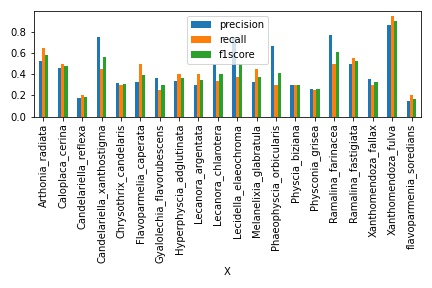 precision
recall
f1score
0.8
0.6
0.4
0.2
0.0
Arthonia_radiata
Caloplaca_cerina
Candelariella_reflexa
Candelariella_xanthostigma
Chrysothrix_candelaris
Flavoparmelia_caperata
Gyalolechia_flavorubescens
Hyperphyscia_adglutinata
Lecanora_argentata
Lecanora_chlarotera
Lecidella_elaeochroma
Melanelixia_glabratula
Phaeophyscia_orbicularis
Physcia_biziana
Physconia_grisea
Ramalina_farinacea
Ramalina_fastigiata
Xanthomendoza_fallax
Xanthomendoza_fulva
flavoparmenia_soredians
X